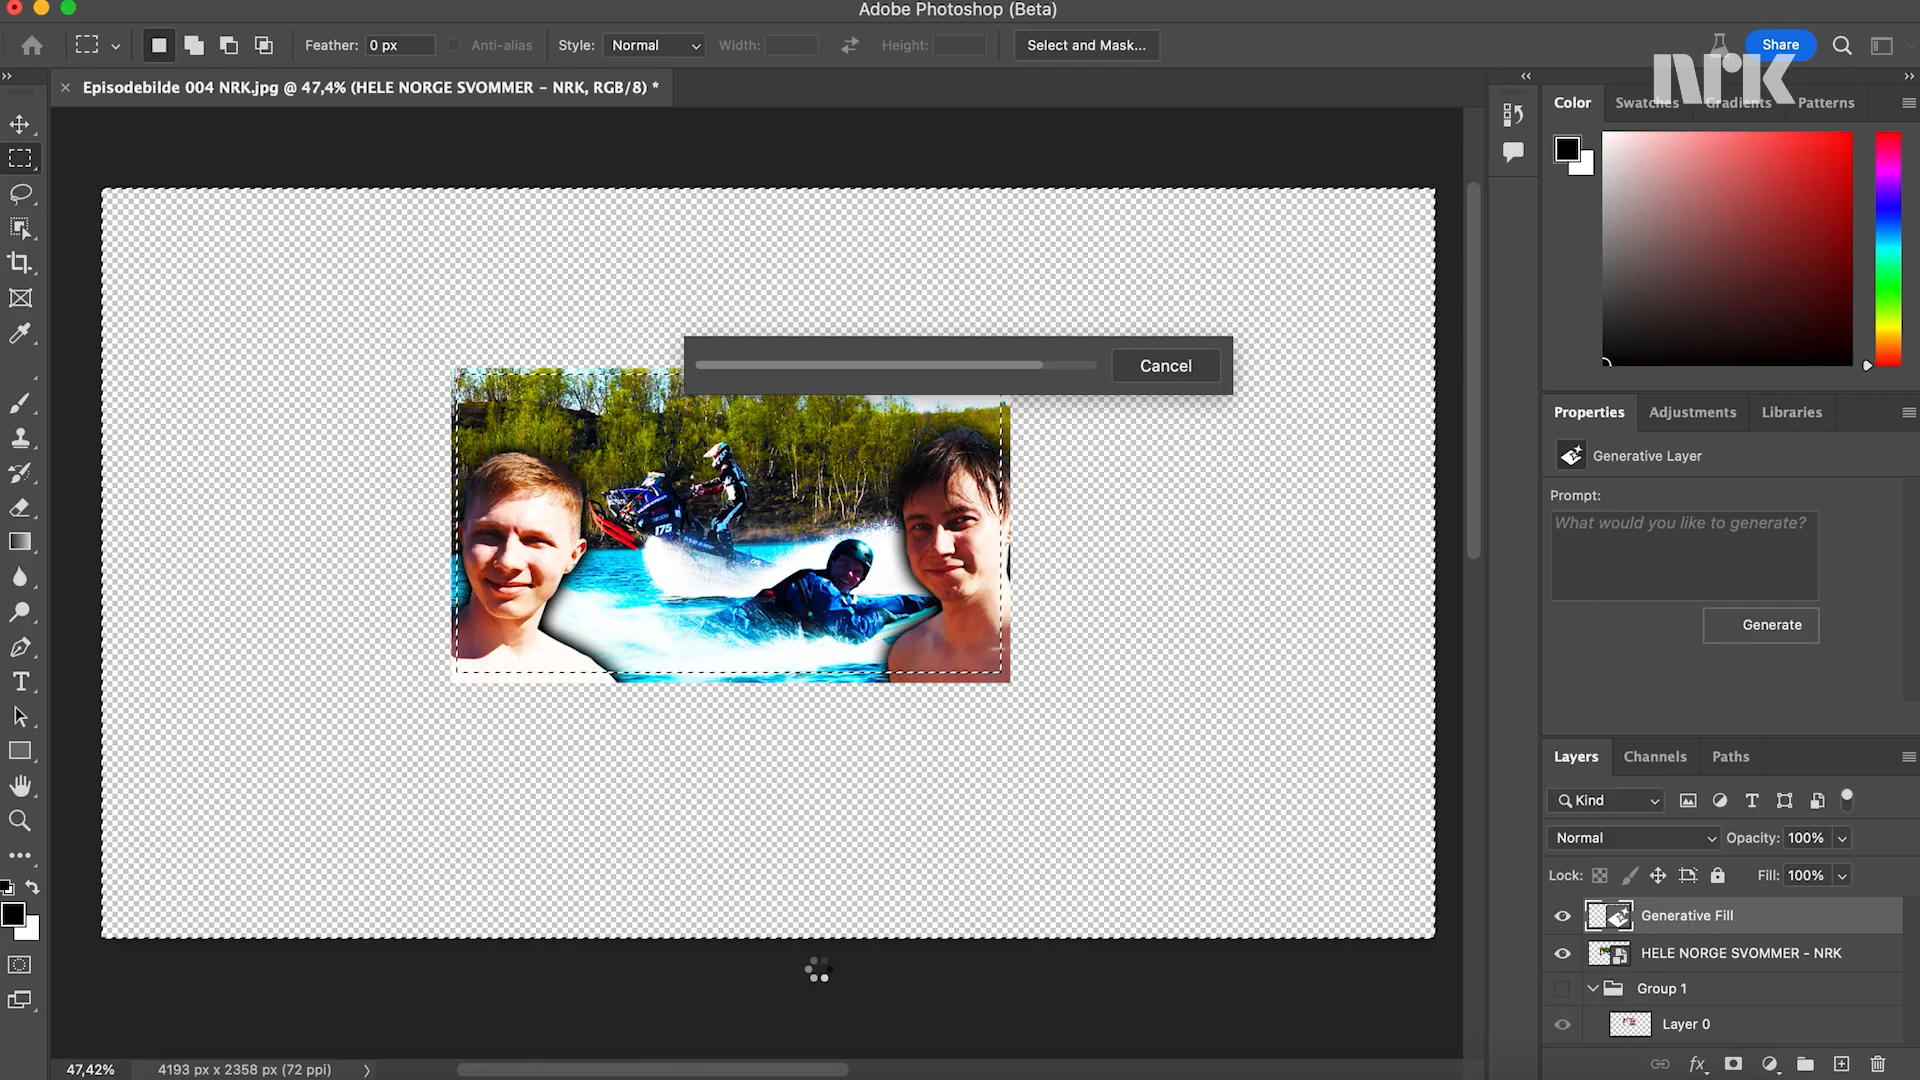 Adobe Photoshop (Beta)
Feather: 0 px Anti-alias Style: Normal Width: Height: Select and Mask... Share
nrk
Episodebilde 004 NRK.jpg @ 47,4% (HELE NORGE SVOMMER – NRK, RGB/8) *
Color Swatches Gradients Patterns
Cancel
175
Properties Adjustments Libraries
Generative Layer
Prompt:
What would you like to generate?
Generate
Layers Channels Paths
Kind
Normal Opacity: 100%
Lock: Fill: 100%
Generative Fill
HELE NORGE SVOMMER – NRK
Group 1
Layer 0
fx
47,42% 4193 px x 2358 px (72 ppi)